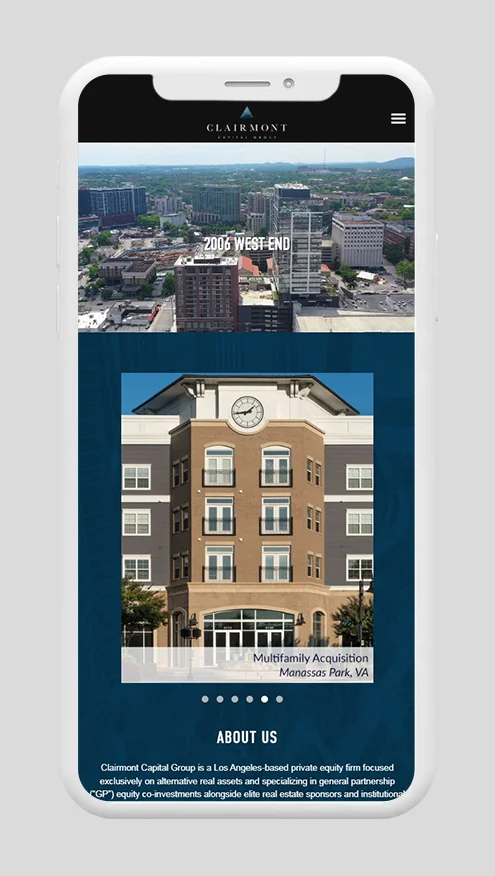 CLAIRMONT
CAPITAL GROUP
2006 WEST END
Multifamily Acquisition
Manassas Park, VA
ABOUT US
Clairmont Capital Group is a Los Angeles-based private equity firm focused
exclusively on alternative real assets and specializing in general partnership
("GP") equity co-investments alongside elite real estate sponsors and institutional